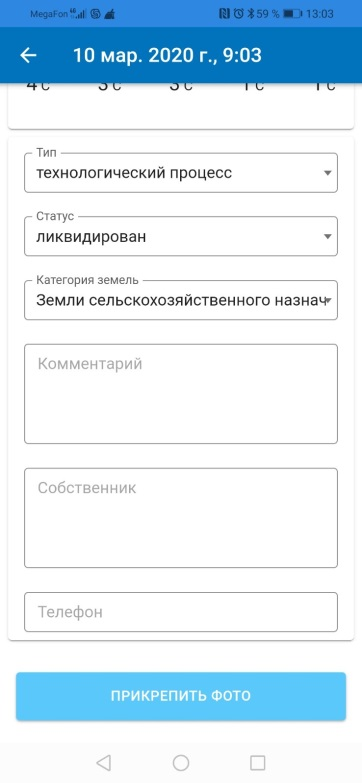 MegaFon 59 % 13:03
10 мар. 2020 г., 9:03
4 c 3 c 3 c 1 c 1 c
Тип
технологический процесс
Статус
ликвидирован
Категория земель
Земли сельскохозяйственного назнач
Комментарий
Собственник
Телефон
ПРИКРЕПИТЬ ФОТО